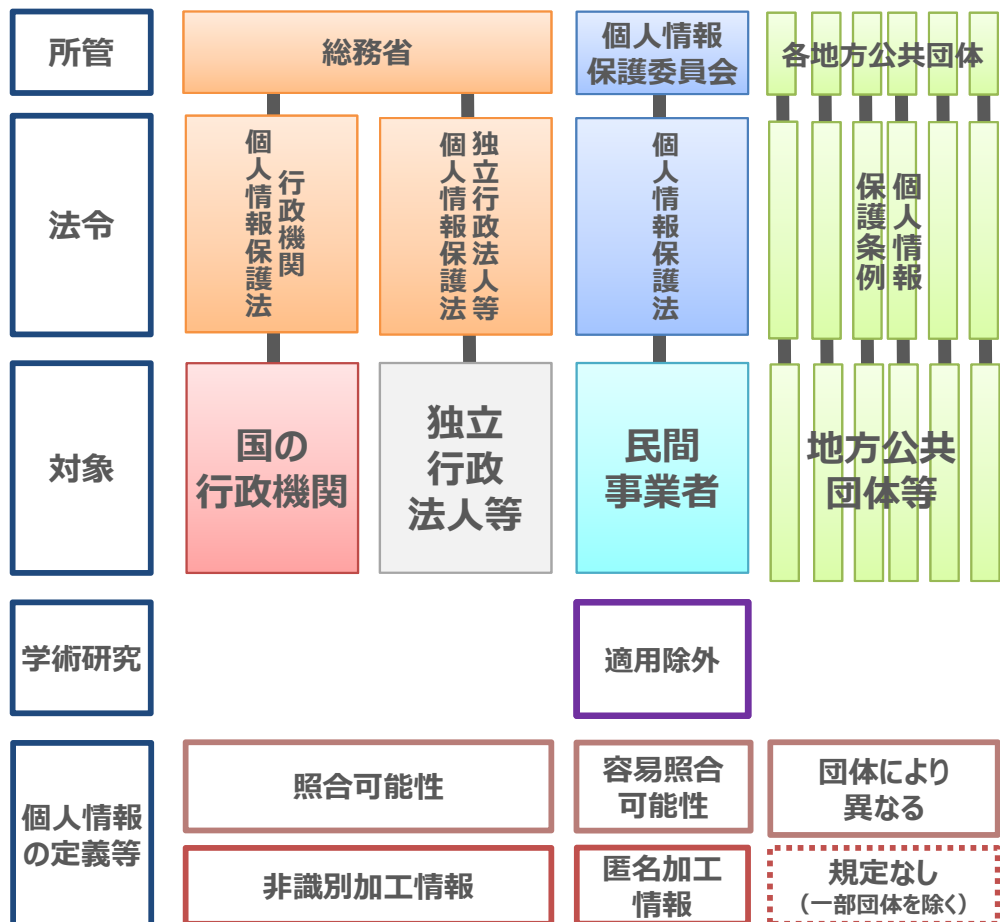 所管
総務省
個人情報
保護委員会
各地方公共団体
法令
行政機関
個人情報保護法
独立行政法人等
個人情報保護法
個人情報保護法
個人情報
保護条例
対象
国の
行政機関
独立
行政
法人等
民間
事業者
地方公共
団体等
学術研究
適用除外
個人情報
の定義等
照合可能性
容易照合
可能性
団体により
異なる
非識別加工情報
匿名加工
情報
規定なし
（一部団体を除く）